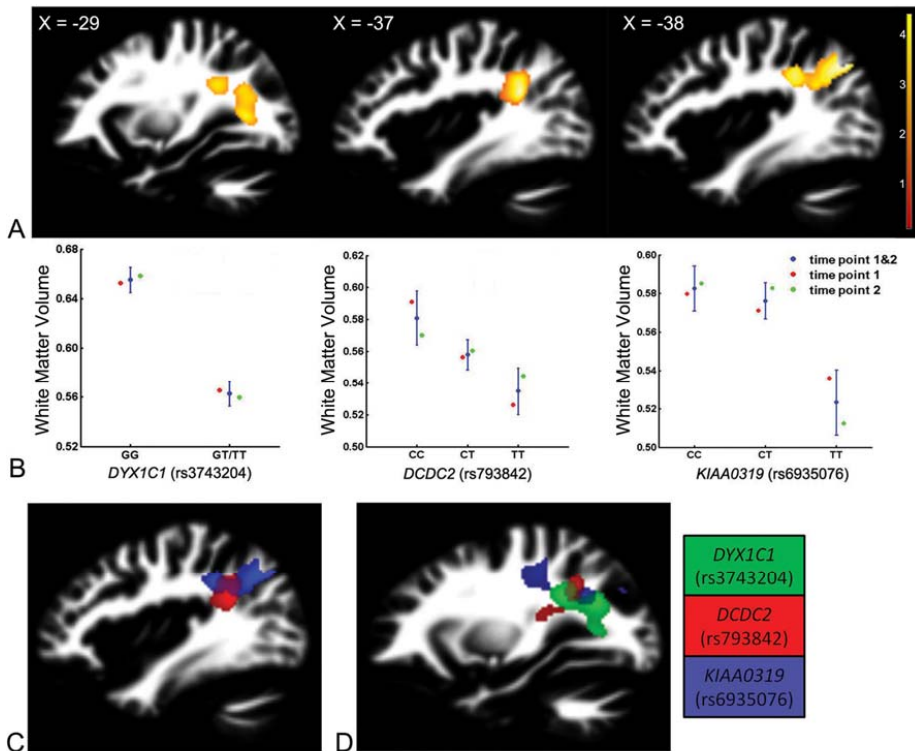 X = -29
X = -37
X = -38
4
3
2
1
A
0.68
0.64
0.60
0.56
0.52
White Matter Volume
GG
GT/TT
DYX1C1 (rs3743204)
0.62
0.60
0.58
0.56
0.54
0.52
0.50
White Matter Volume
CC
CT
TT
DCDC2 (rs793842)
0.60
0.58
0.56
0.54
0.52
0.50
White Matter Volume
CC
CT
TT
KIAA0319 (rs6935076)
time point 1&2
time point 1
time point 2
B
C
D
DYX1C1
(rs3743204)
DCDC2
(rs793842)
KIAA0319
(rs6935076)